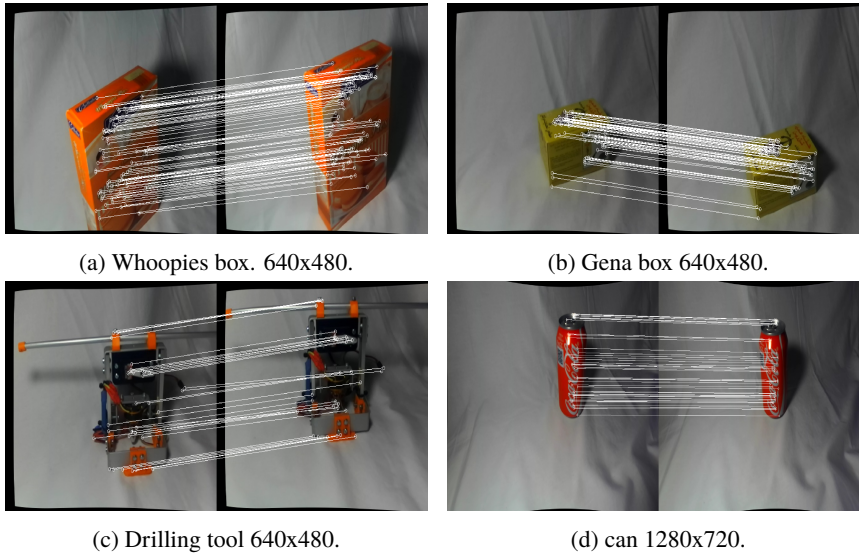 (a) Whoopies box. 640x480.
(b) Gena box 640x480.
(c) Drilling tool 640x480.
(d) can 1280x720.